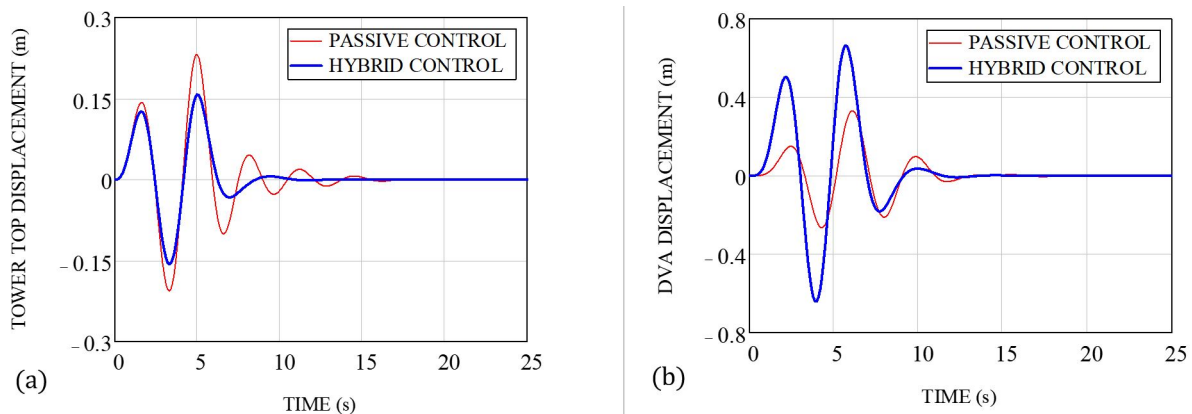 0.3
PASSIVE CONTROL
HYBRID CONTROL
0.15
0
– 0.15
– 0.3
0
5
10
15
20
25
TOWER TOP DISPLACEMENT (m)
TIME (s)
(a)
0.8
PASSIVE CONTROL
HYBRID CONTROL
0.4
0
– 0.4
– 0.8
0
5
10
15
20
25
DVA DISPLACEMENT (m)
TIME (s)
(b)